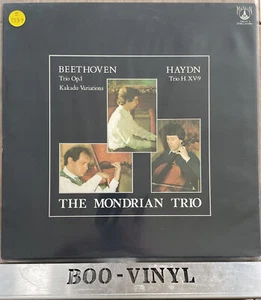 BEETHOVEN
Trio Op.1
Kakadu Variations
HAYDN
Trio H XV:9
THE MONDRIAN TRIO
BOO-VINYL